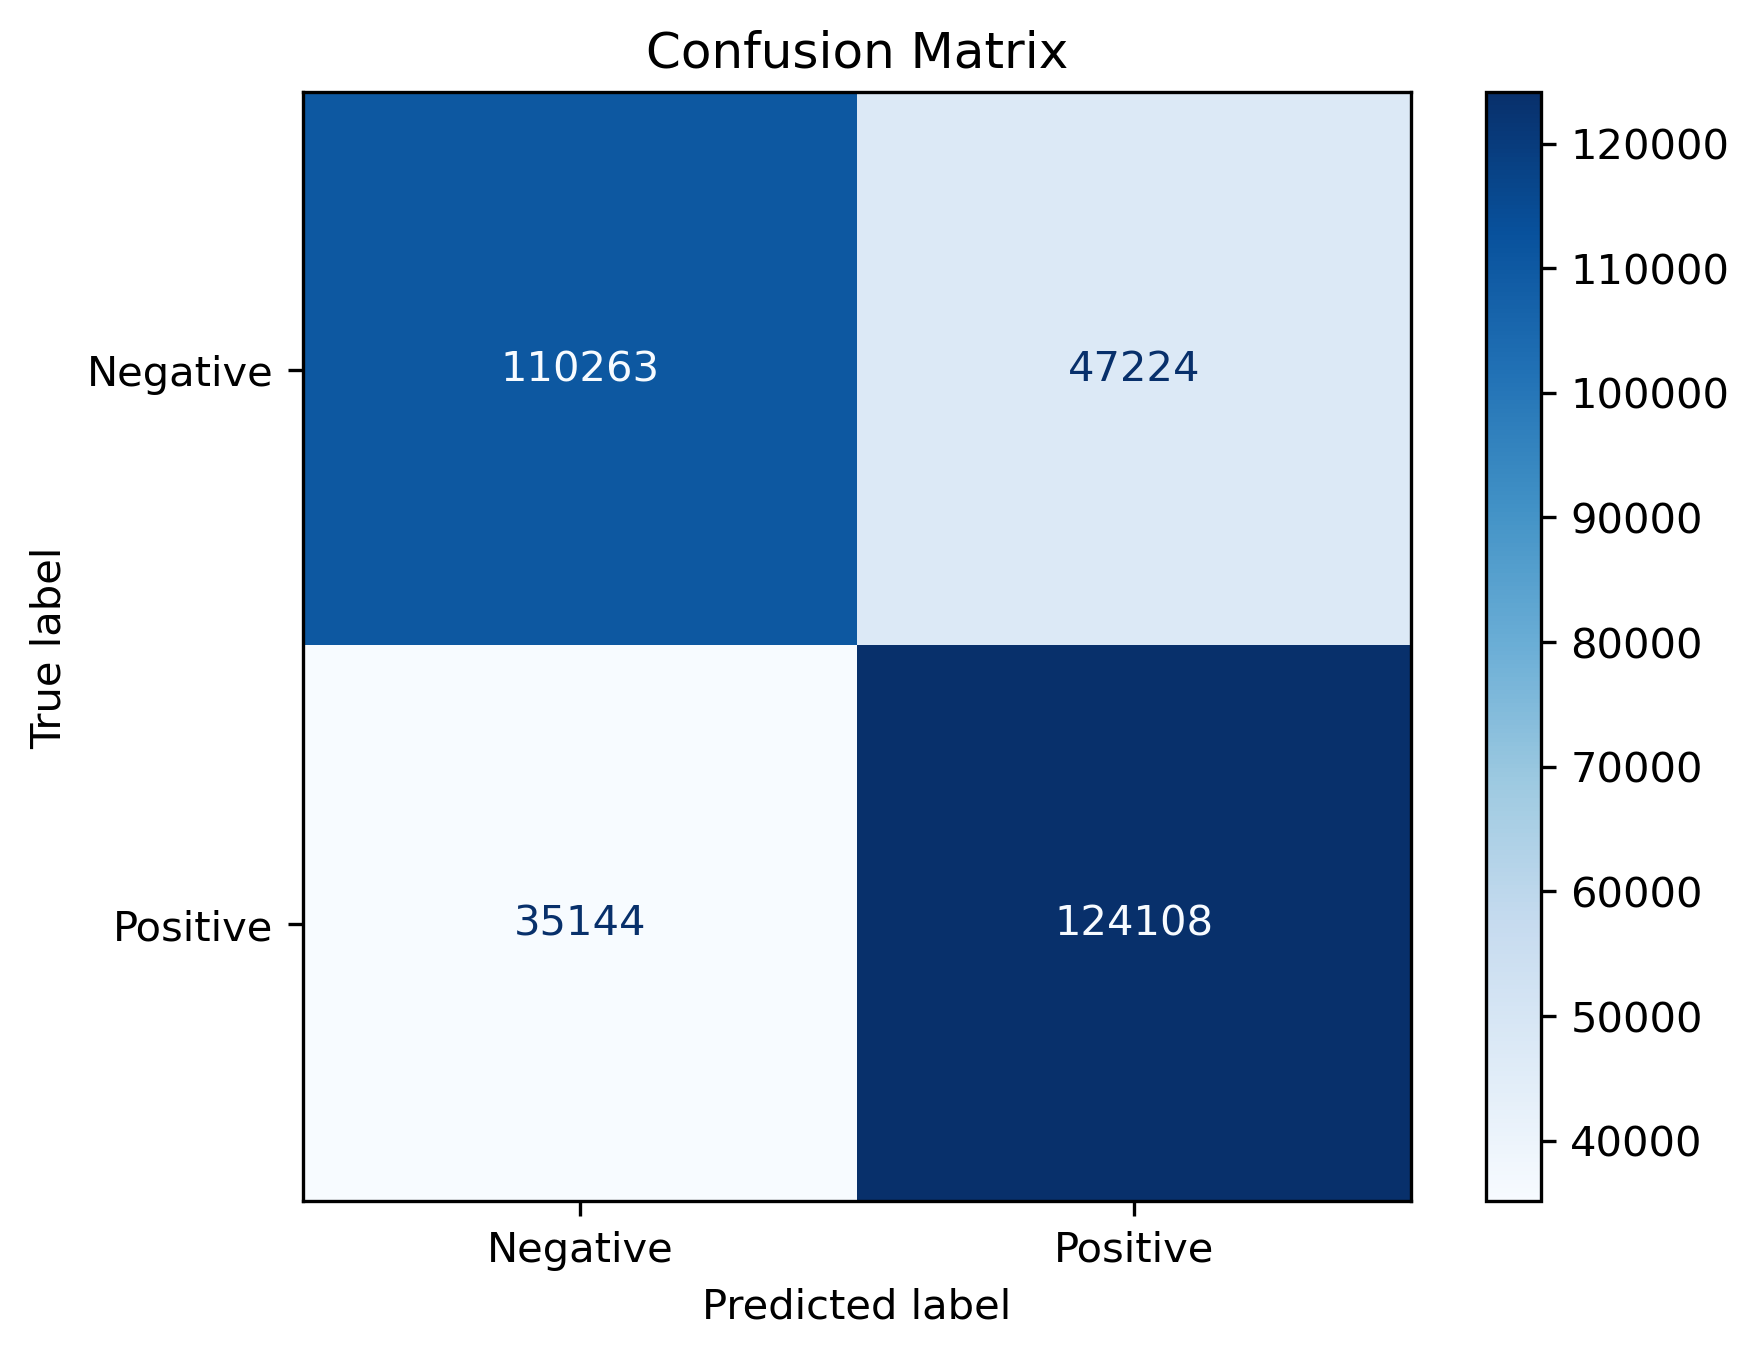 Confusion Matrix
True label
Negative
Positive
110263 47224
35144 124108
Negative Positive
Predicted label
120000
110000
100000
90000
80000
70000
60000
50000
40000